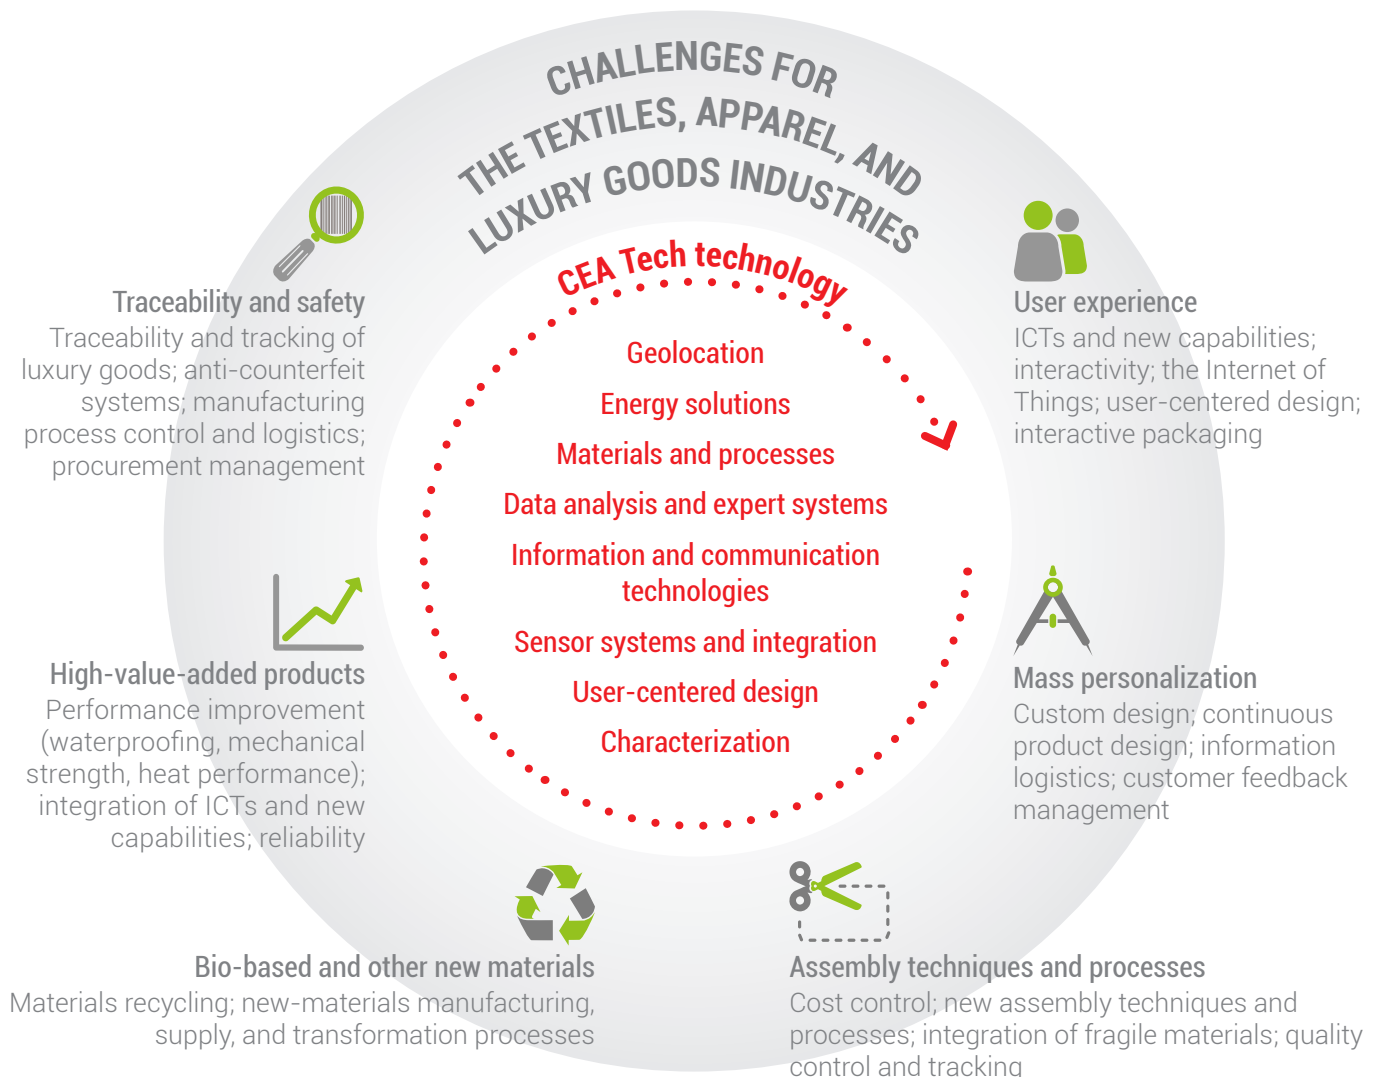 CHALLENGES FOR
THE TEXTILES, APPAREL, AND
LUXURY GOODS INDUSTRIES
CEA Tech technology
Geolocation
Energy solutions
Materials and processes
Data analysis and expert systems
Information and communication
technologies
Sensor systems and integration
User-centered design
Characterization
Traceability and safety
Traceability and tracking of
luxury goods; anti-counterfeit
systems; manufacturing
process control and logistics;
procurement management
User experience
ICTs and new capabilities;
interactivity; the Internet of
Things; user-centered design;
interactive packaging
High-value-added products
Performance improvement
(waterproofing, mechanical
strength, heat performance);
integration of ICTs and new
capabilities; reliability
Mass personalization
Custom design; continuous
product design; information
logistics; customer feedback
management
Bio-based and other new materials
Materials recycling; new-materials manufacturing,
supply, and transformation processes
Assembly techniques and processes
Cost control; new assembly techniques and
processes; integration of fragile materials; quality
control and tracking